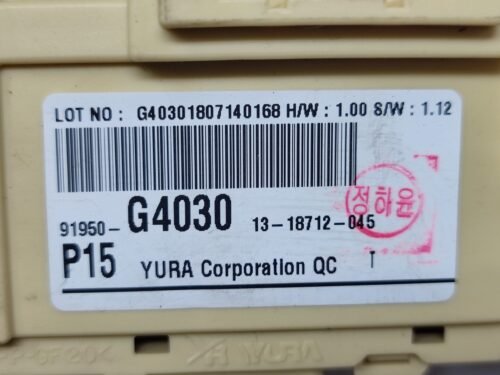 LOT NO : G40301807140168 H/W : 1.00 S/W : 1.12
91950-G4030 13-18712-045
정하윤
P15 YURA Corporation QC T
YURA